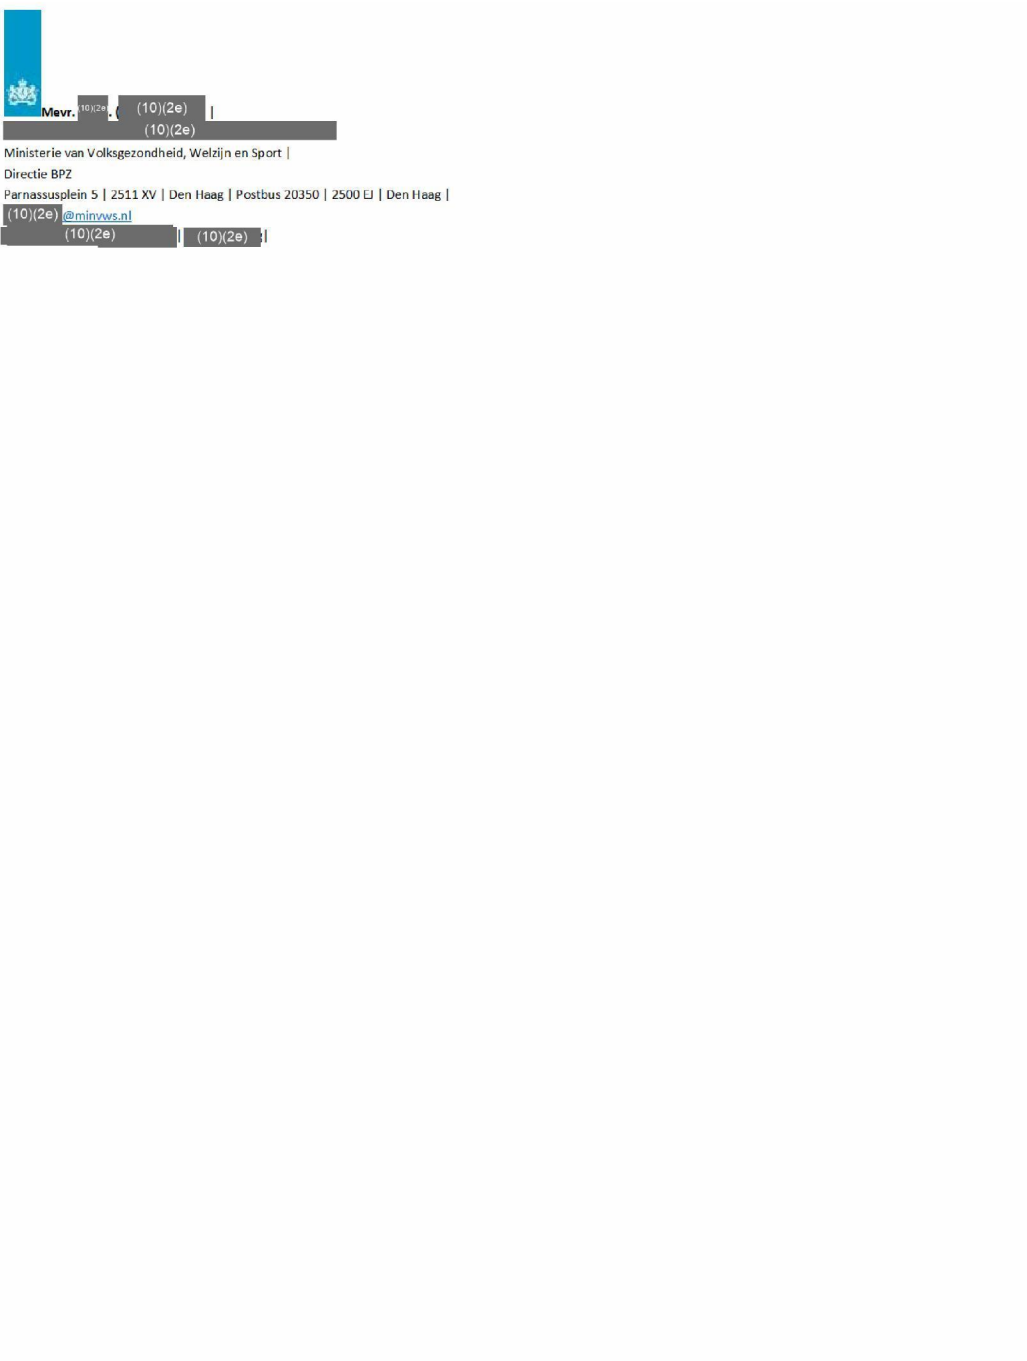 Mevr. (10)(2e) . ( (10)(2e) |
(10)(2e)
Ministerie van Volksgezondheid, Welzijn en Sport |
Directie BPZ
Parnassusplein 5 | 2511 XV | Den Haag | Postbus 20350 | 2500 EJ | Den Haag |
(10)(2e) @minvws.nl
(10)(2e) | (10)(2e) :|